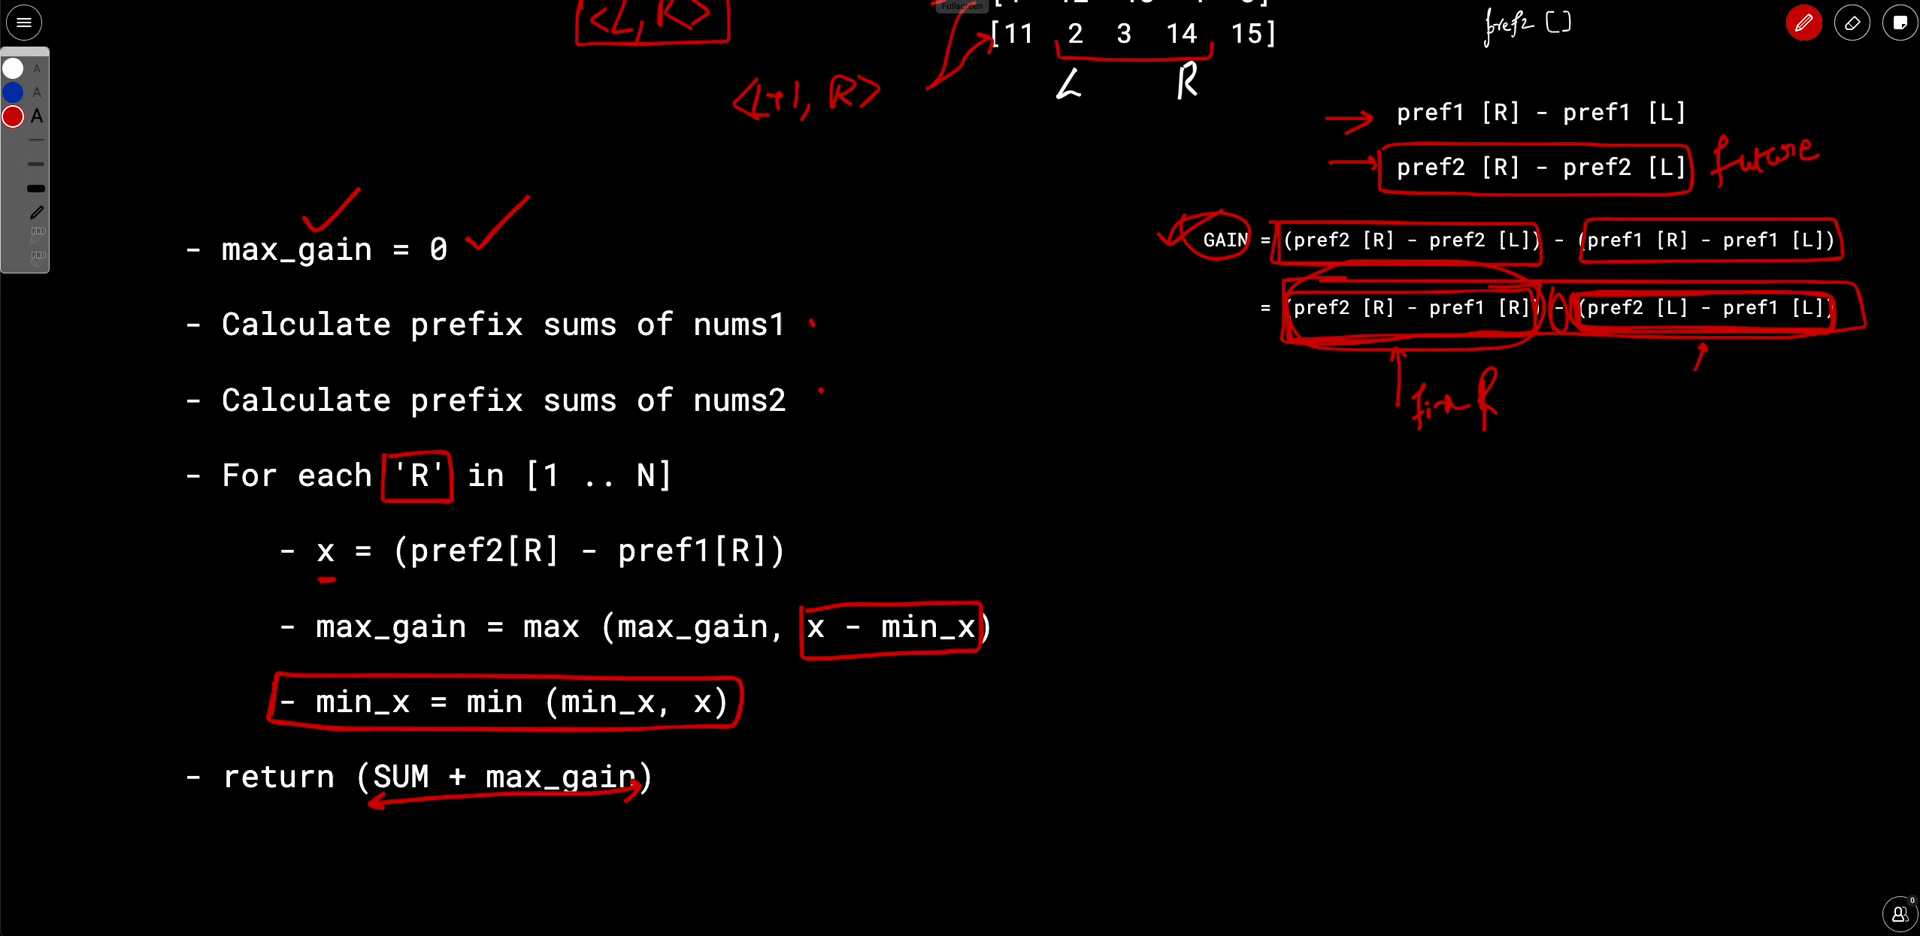 Fullscreen
<L, R>
[11 2 3 14 15]
pref2 []
<L+1, R>
L R
pref1 [R] - pref1 [L]
pref2 [R] - pref2 [L] future
- max_gain = 0
GAIN = (pref2 [R] - pref2 [L]) - (pref1 [R] - pref1 [L])
= (pref2 [R] - pref1 [R]) - (pref2 [L] - pref1 [L])
- Calculate prefix sums of nums1
- Calculate prefix sums of nums2
R
- For each 'R' in [1 .. N]
- x = (pref2[R] - pref1[R])
- max_gain = max (max_gain, x - min_x)
- min_x = min (min_x, x)
- return (SUM + max_gain)
A
A
A
0